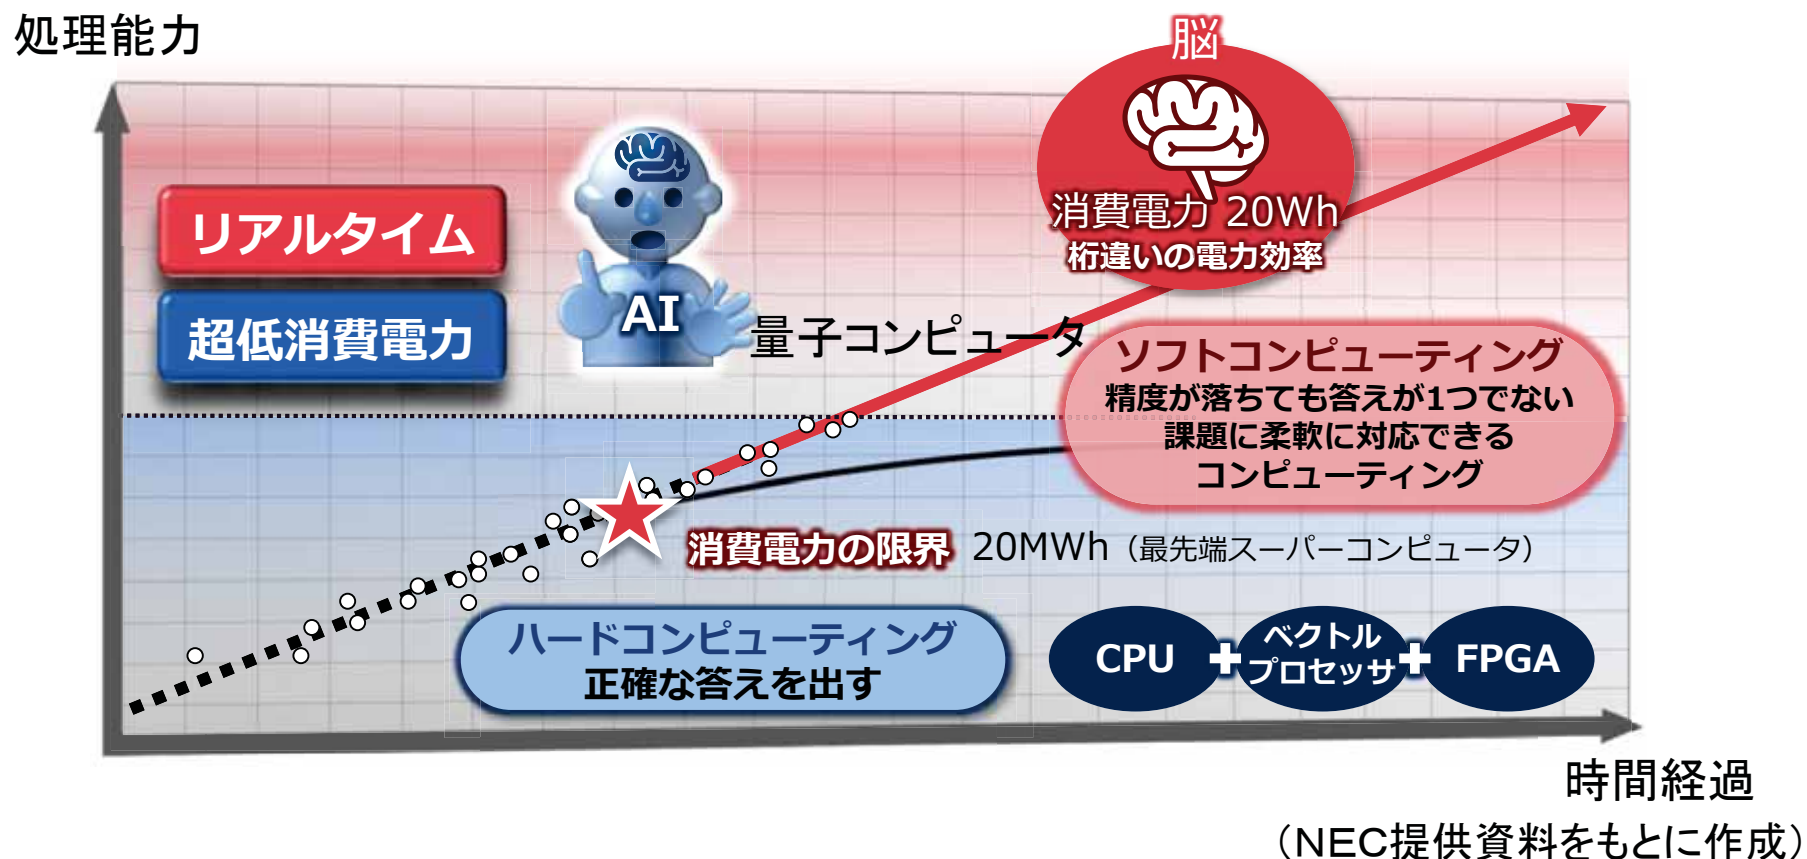 処理能力
脳
消費電力 20Wh
桁違いの電力効率
リアルタイム
超低消費電力
AI
量子コンピュータ
ソフトコンピューティング
精度が落ちても答えが1つでない
課題に柔軟に対応できる
コンピューティング
消費電力の限界 20MWh（最先端スーパーコンピュータ）
ハードコンピューティング
正確な答えを出す
CPU + ベクトル
プロセッサ + FPGA
時間経過
（NEC提供資料をもとに作成）